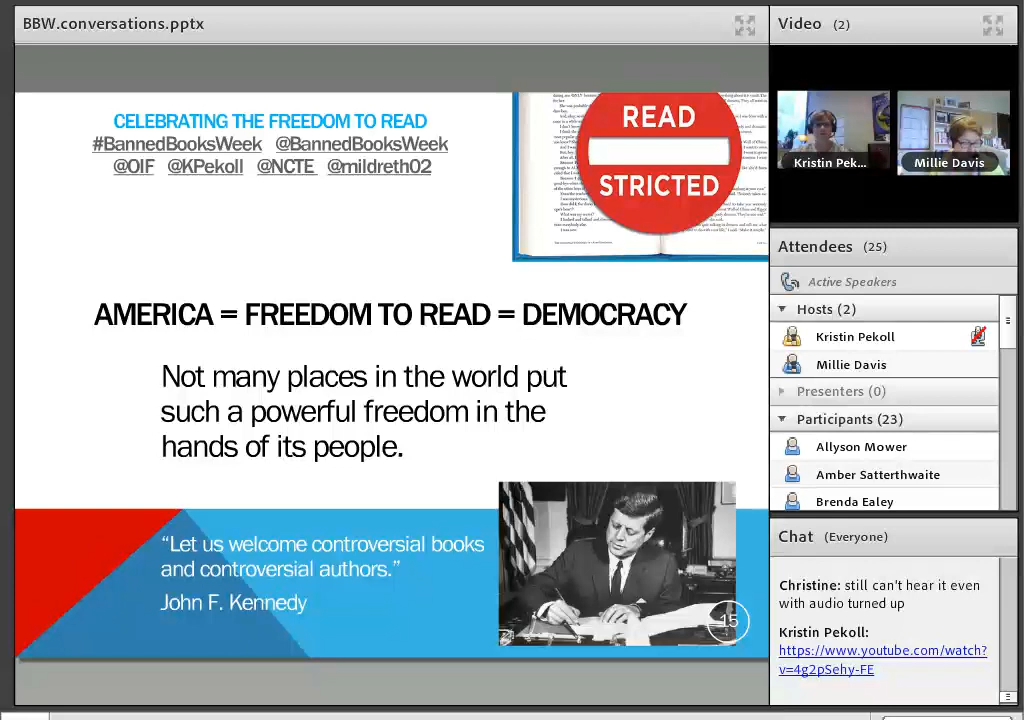 BBW.conversations.pptx
CELEBRATING THE FREEDOM TO READ
#BannedBooksWeek @BannedBooksWeek
@OIF @KPekoll @NCTE @mildreth02
READ
STRICTED
AMERICA = FREEDOM TO READ = DEMOCRACY
Not many places in the world put
such a powerful freedom in the
hands of its people.
“Let us welcome controversial books
and controversial authors.”
John F. Kennedy
15
Video (2)
Kristin Pek...
Millie Davis
Attendees (25)
Active Speakers
Hosts (2)
Kristin Pekoll
Millie Davis
Presenters (0)
Participants (23)
Allyson Mower
Amber Satterthwaite
Brenda Ealey
Chat (Everyone)
Christine: still can't hear it even
with audio turned up
Kristin Pekoll:
https://www.youtube.com/watch?
v=4g2pSehy-FE